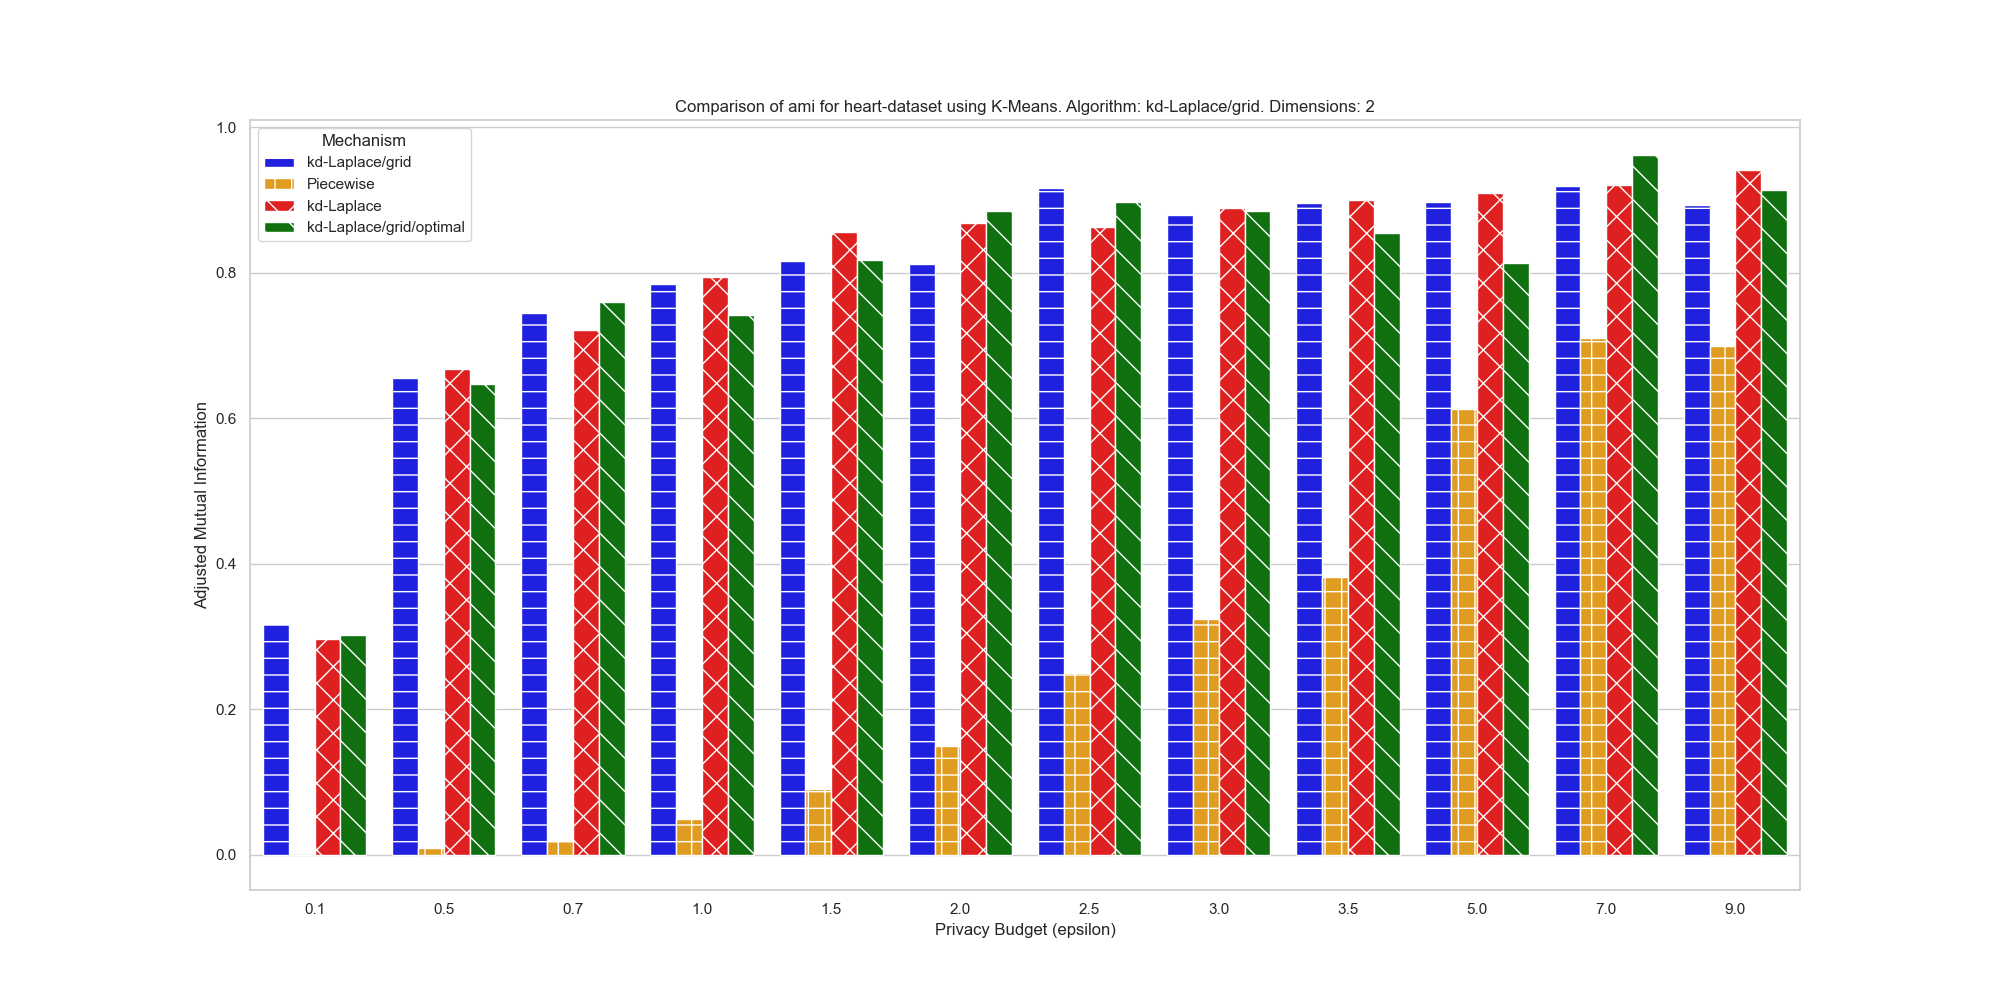 Comparison of ami for heart-dataset using K-Means. Algorithm: kd-Laplace/grid. Dimensions: 2
Mechanism
kd-Laplace/grid
Piecewise
kd-Laplace
kd-Laplace/grid/optimal
Adjusted Mutual Information
1.0
0.8
0.6
0.4
0.2
0.0
0.1 0.5 0.7 1.0 1.5 2.0 2.5 3.0 3.5 5.0 7.0 9.0
Privacy Budget (epsilon)